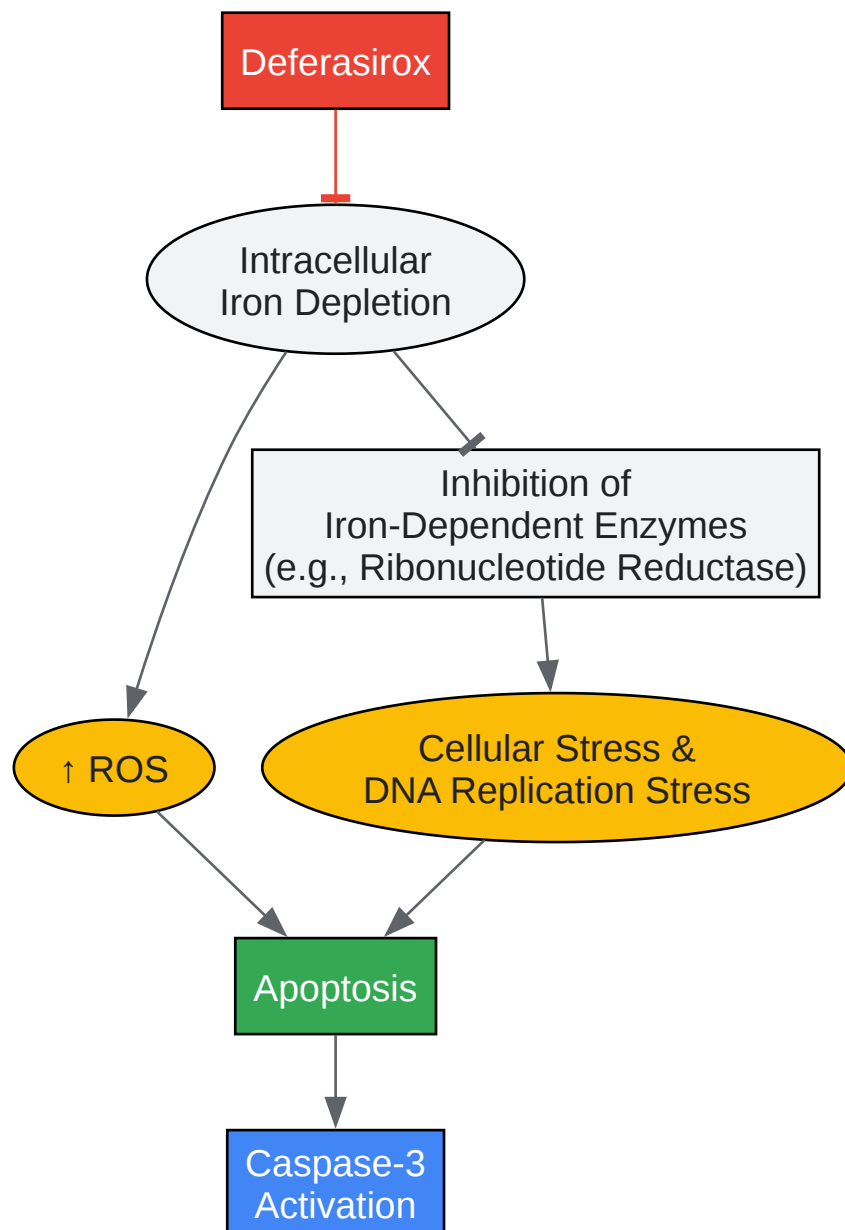 Deferasirox
Intracellular
Iron Depletion
Inhibition of
Iron-Dependent Enzymes
(e.g., Ribonucleotide Reductase)
↑ ROS
Cellular Stress &
DNA Replication Stress
Apoptosis
Caspase-3
Activation